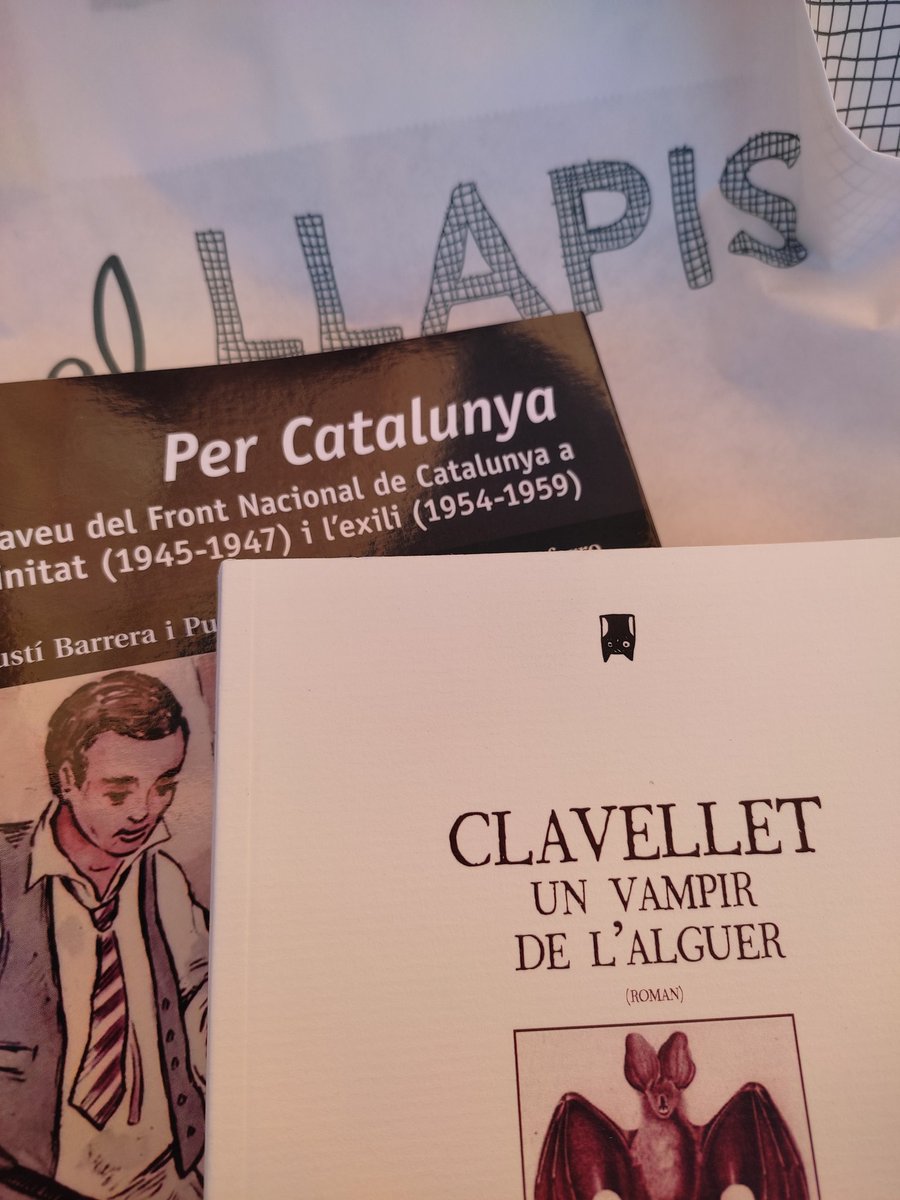 el LLAPIS
Per Catalunya
aveu del Front Nacional de Catalunya a
initat (1945-1947) i l'exili (1954-1959)
ustí Barrera i Pu
CLAVELLET
UN VAMPIR
DE L'ALGUER
(ROMAN)